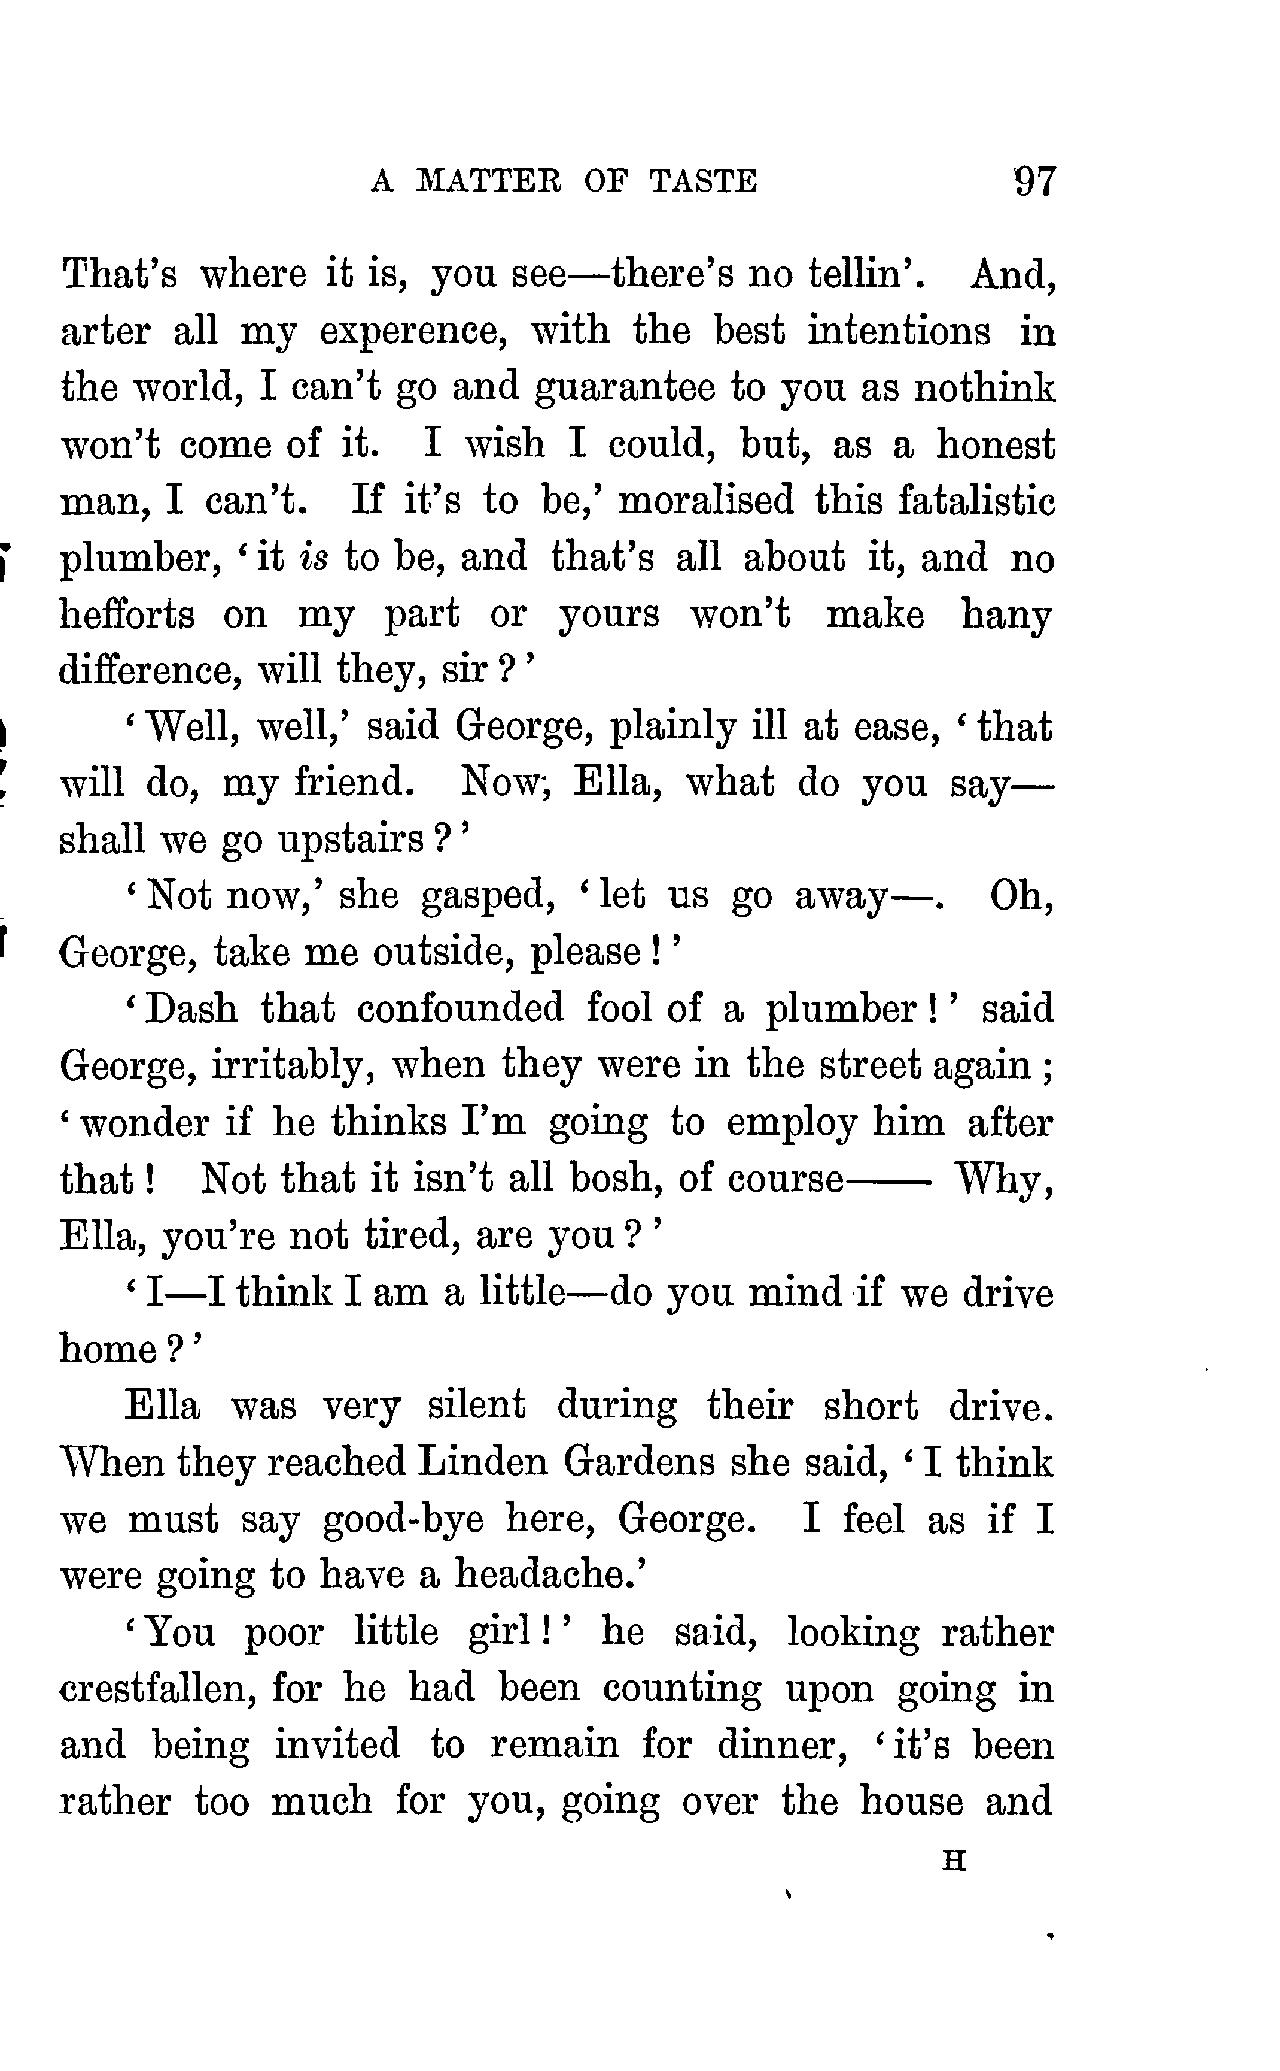 A MATTER OF TASTE 97
That's where it is, you see—there's no tellin'. And,
arter all my experence, with the best intentions in
the world, I can't go and guarantee to you as nothink
won't come of it. I wish I could, but, as a honest
man, I can't. If it's to be,' moralised this fatalistic
plumber, 'it is to be, and that's all about it, and no
hefforts on my part or yours won't make hany
difference, will they, sir?'
'Well, well,' said George, plainly ill at ease, 'that
will do, my friend. Now, Ella, what do you say—
shall we go upstairs?'
'Not now,' she gasped, 'let us go away—. Oh,
George, take me outside, please!'
'Dash that confounded fool of a plumber!' said
George, irritably, when they were in the street again;
'wonder if he thinks I'm going to employ him after
that! Not that it isn't all bosh, of course—— Why,
Ella, you're not tired, are you?'
'I—I think I am a little—do you mind if we drive
home?'
Ella was very silent during their short drive.
When they reached Linden Gardens she said, 'I think
we must say good-bye here, George. I feel as if I
were going to have a headache.'
'You poor little girl!' he said, looking rather
crestfallen, for he had been counting upon going in
and being invited to remain for dinner, 'it's been
rather too much for you, going over the house and
H